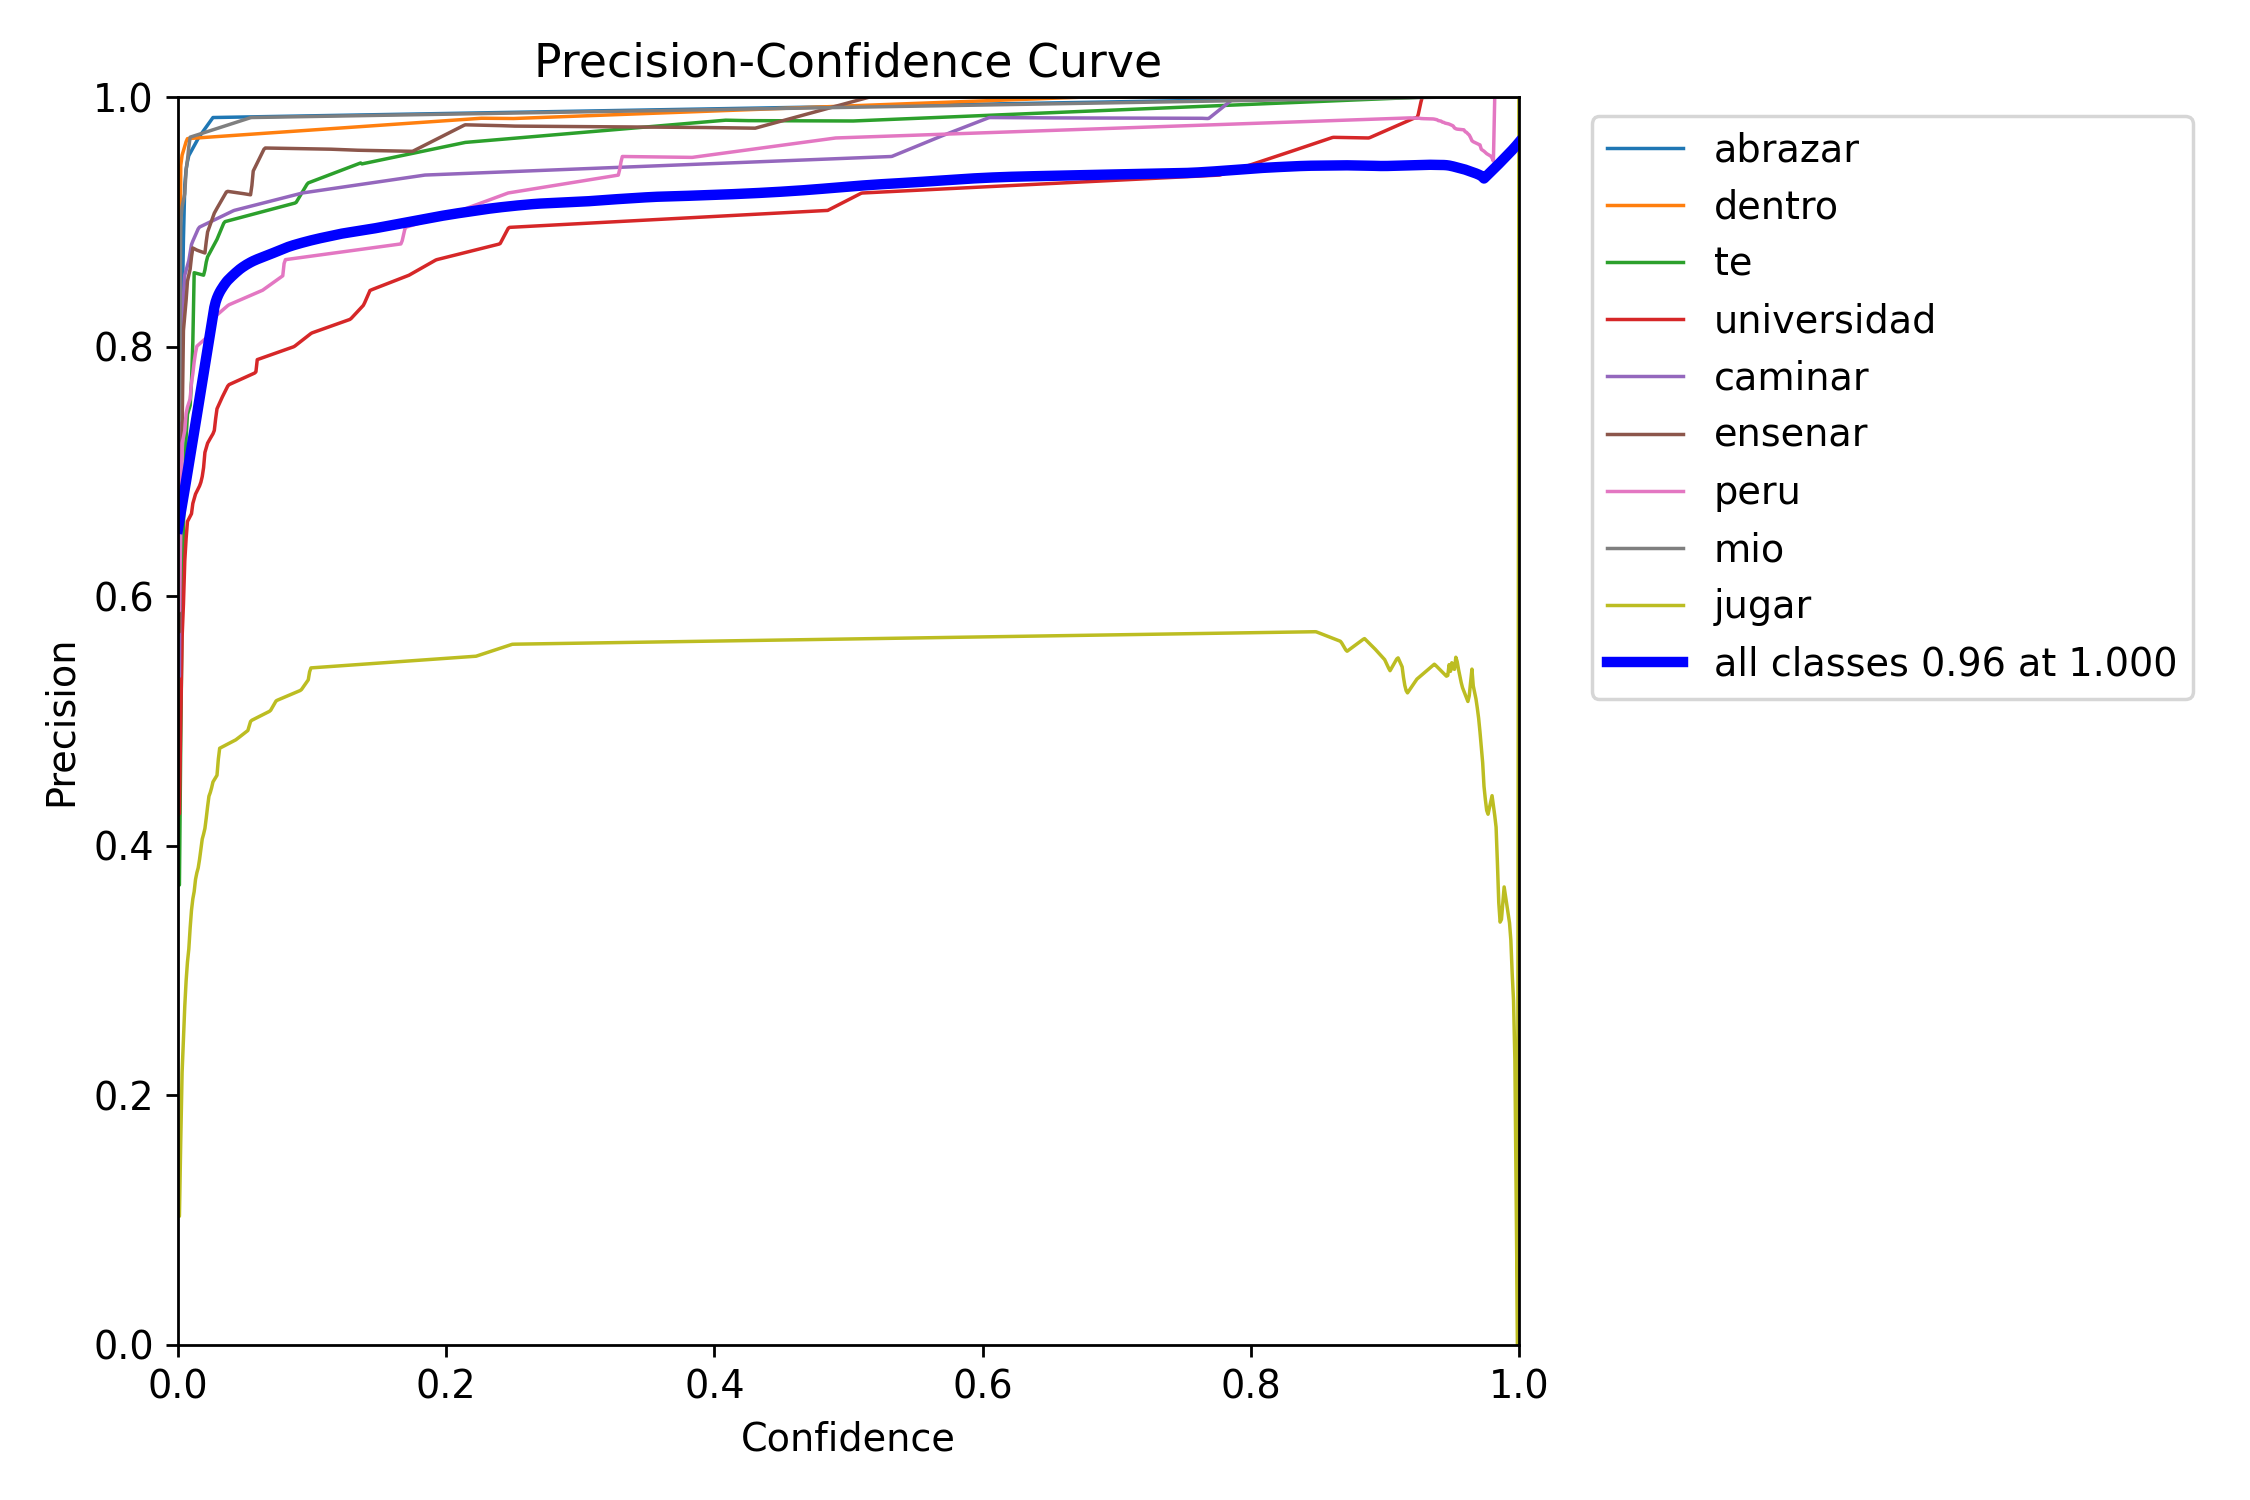 Precision-Confidence Curve
1.0
0.8
0.6
0.4
0.2
0.0
Precision
0.0 0.2 0.4 0.6 0.8 1.0
Confidence
abrazar
dentro
te
universidad
caminar
ensenar
peru
mio
jugar
all classes 0.96 at 1.000